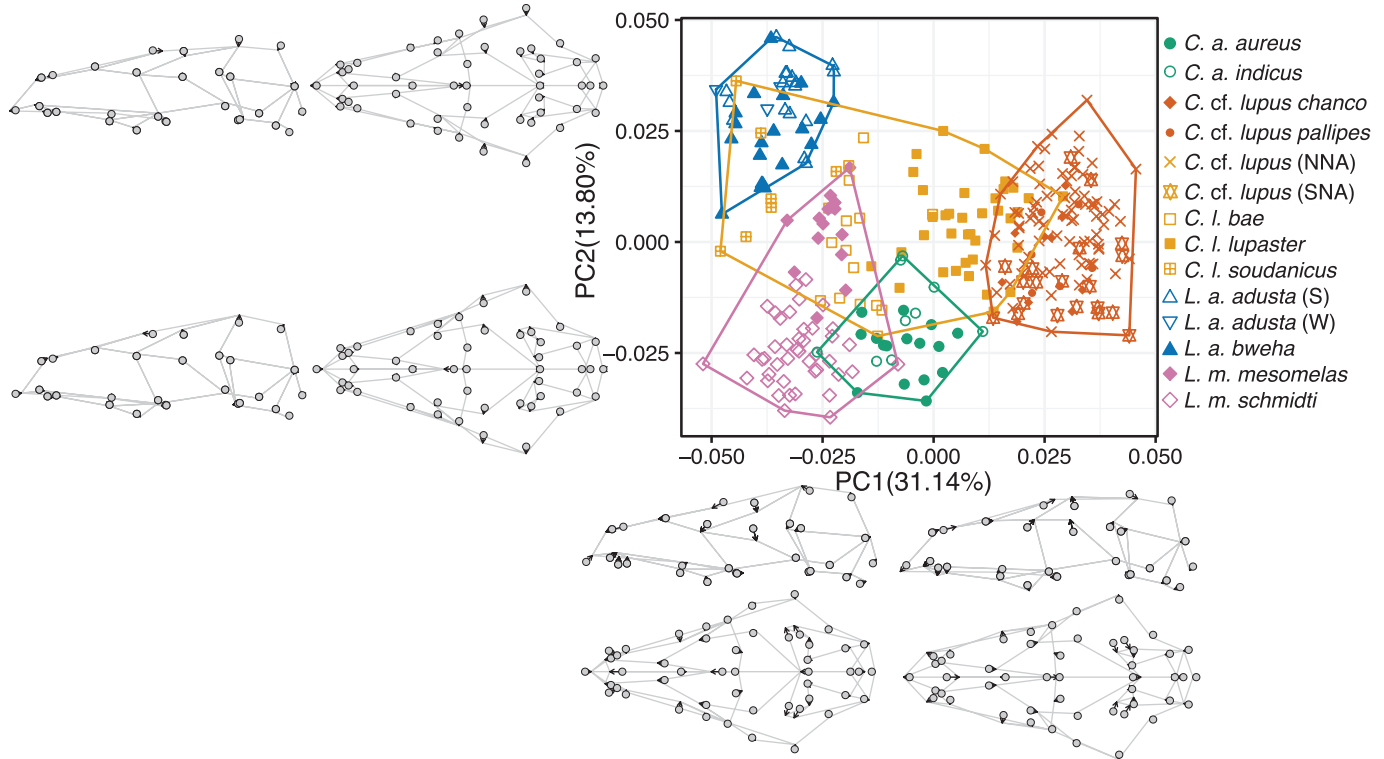 0.050
0.025
0.000
−0.025
PC2(13.80%)
−0.050
−0.025
0.000
0.025
0.050
PC1(31.14%)
C. a. aureus
C. a. indicus
C. cf. lupus chanco
C. cf. lupus pallipes
C. cf. lupus (NNA)
C. cf. lupus (SNA)
C. l. bae
C. l. lupaster
C. l. soudanicus
L. a. adusta (S)
L. a. adusta (W)
L. a. bweha
L. m. mesomelas
L. m. schmidti